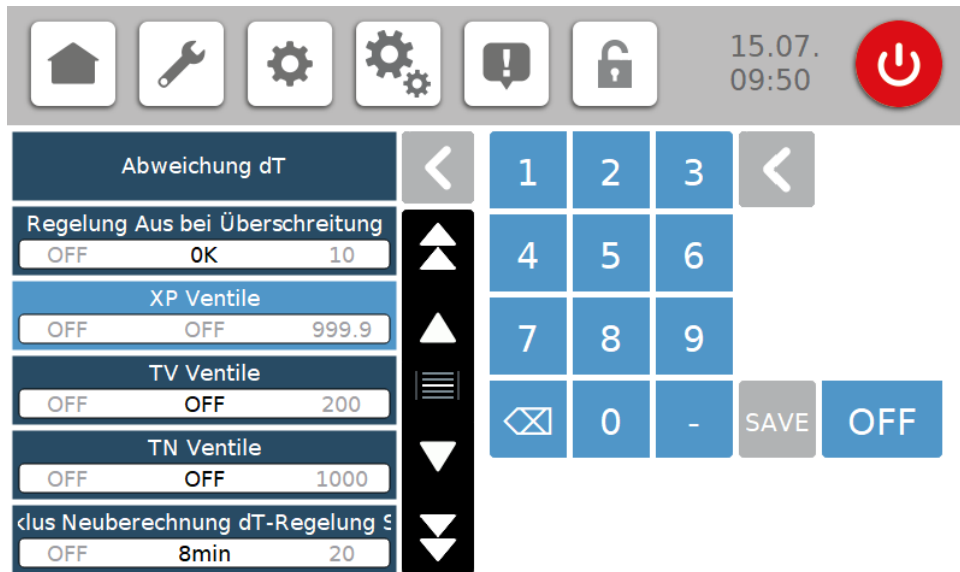 15.07.
09:50
Abweichung dT
Regelung Aus bei Überschreitung
OFF 0K 10
XP Ventile
OFF OFF 999.9
TV Ventile
OFF OFF 200
TN Ventile
OFF OFF 1000
klus Neuberechnung dT-Regelung S
OFF 8min 20
1 2 3
4 5 6
7 8 9
0 - SAVE OFF